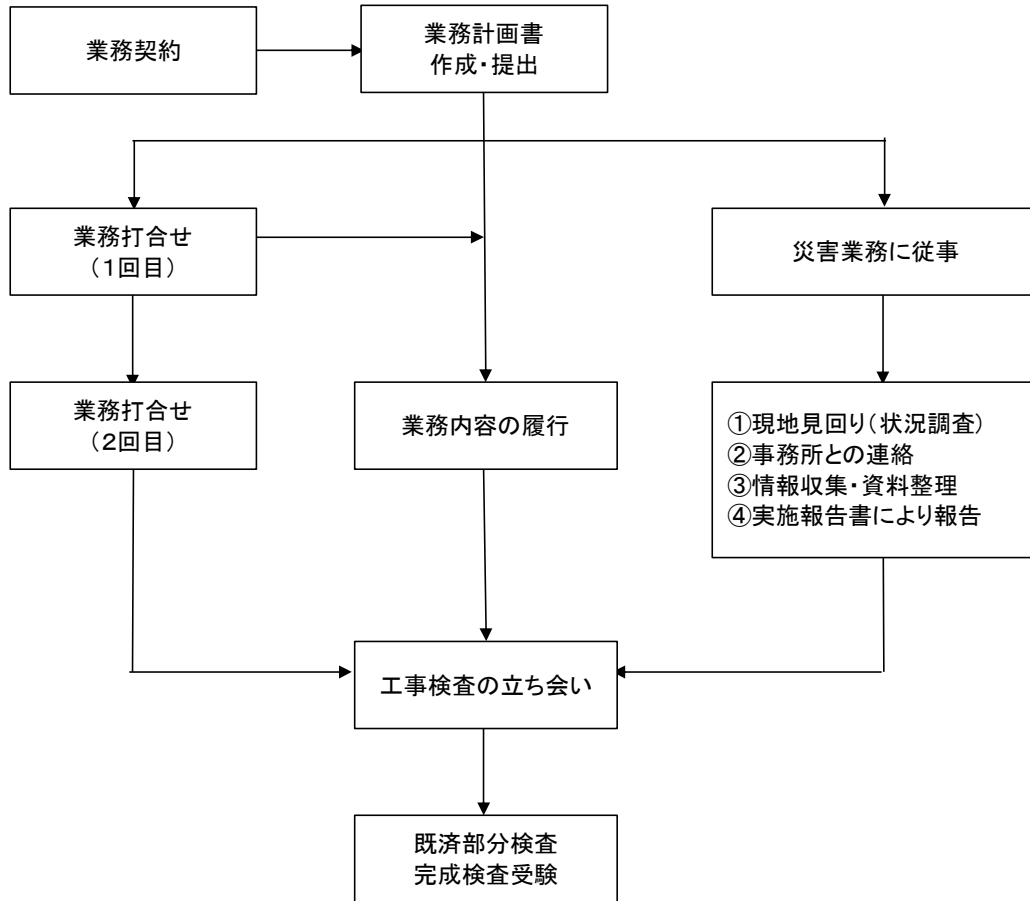 業務契約
業務計画書
作成・提出
業務打合せ
(1回目)
災害業務に従事
業務打合せ
(2回目)
業務内容の履行
①現地見回り(状況調査)
②事務所との連絡
③情報収集・資料整理
④実施報告書により報告
工事検査の立ち会い
既済部分検査
完成検査受験